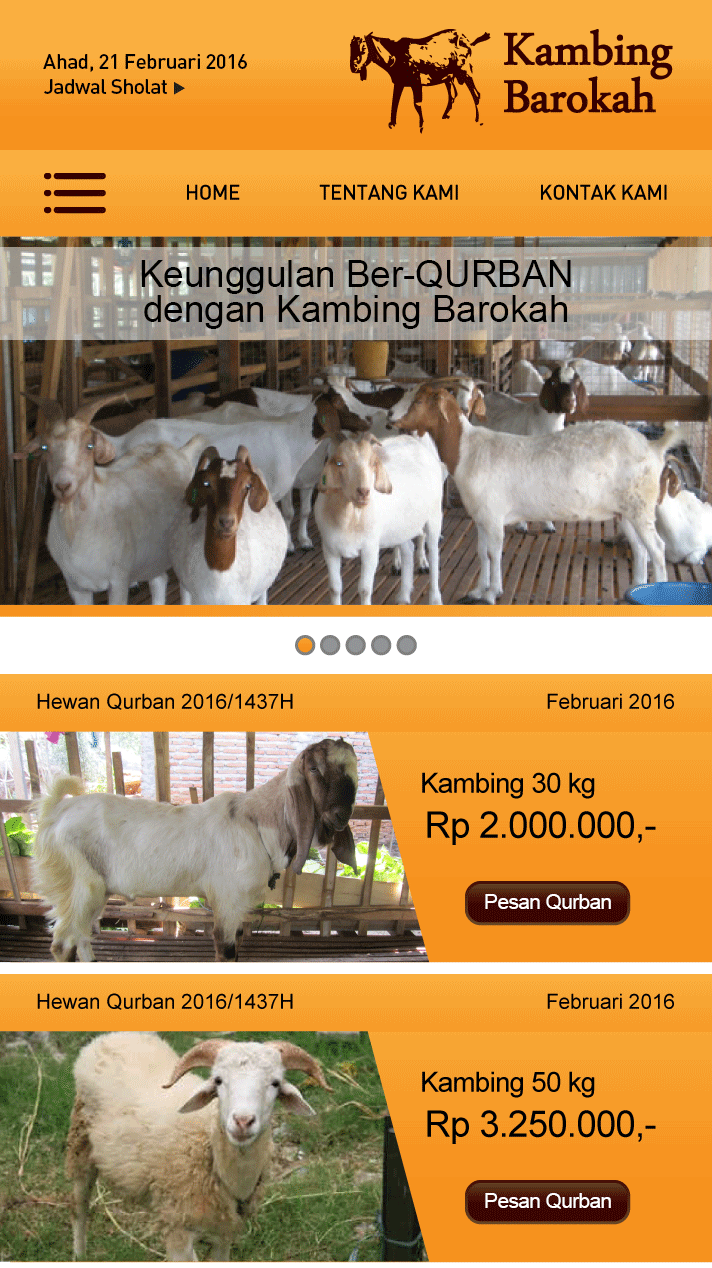 Ahad, 21 Februari 2016
Jadwal Sholat
Kambing
Barokah
HOME
TENTANG KAMI
KONTAK KAMI
Keunggulan Ber-QURBAN
dengan Kambing Barokah
Hewan Qurban 2016/1437H
Februari 2016
Kambing 30 kg
Rp 2.000.000,-
Pesan Qurban
Hewan Qurban 2016/1437H
Februari 2016
Kambing 50 kg
Rp 3.250.000,-
Pesan Qurban